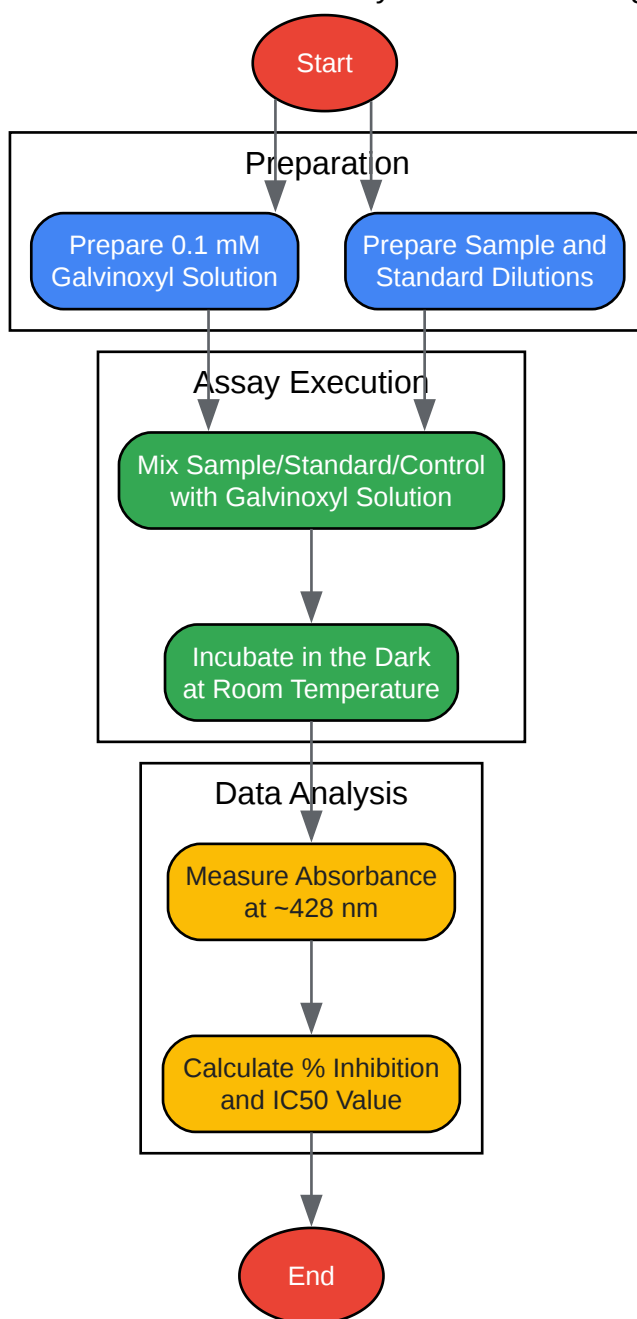 Start
Preparation
Prepare 0.1 mM
Galvinoxyl Solution
Prepare Sample and
Standard Dilutions
Assay Execution
Mix Sample/Standard/Control
with Galvinoxyl Solution
Incubate in the Dark
at Room Temperature
Data Analysis
Measure Absorbance
at ~428 nm
Calculate % Inhibition
and IC50 Value
End